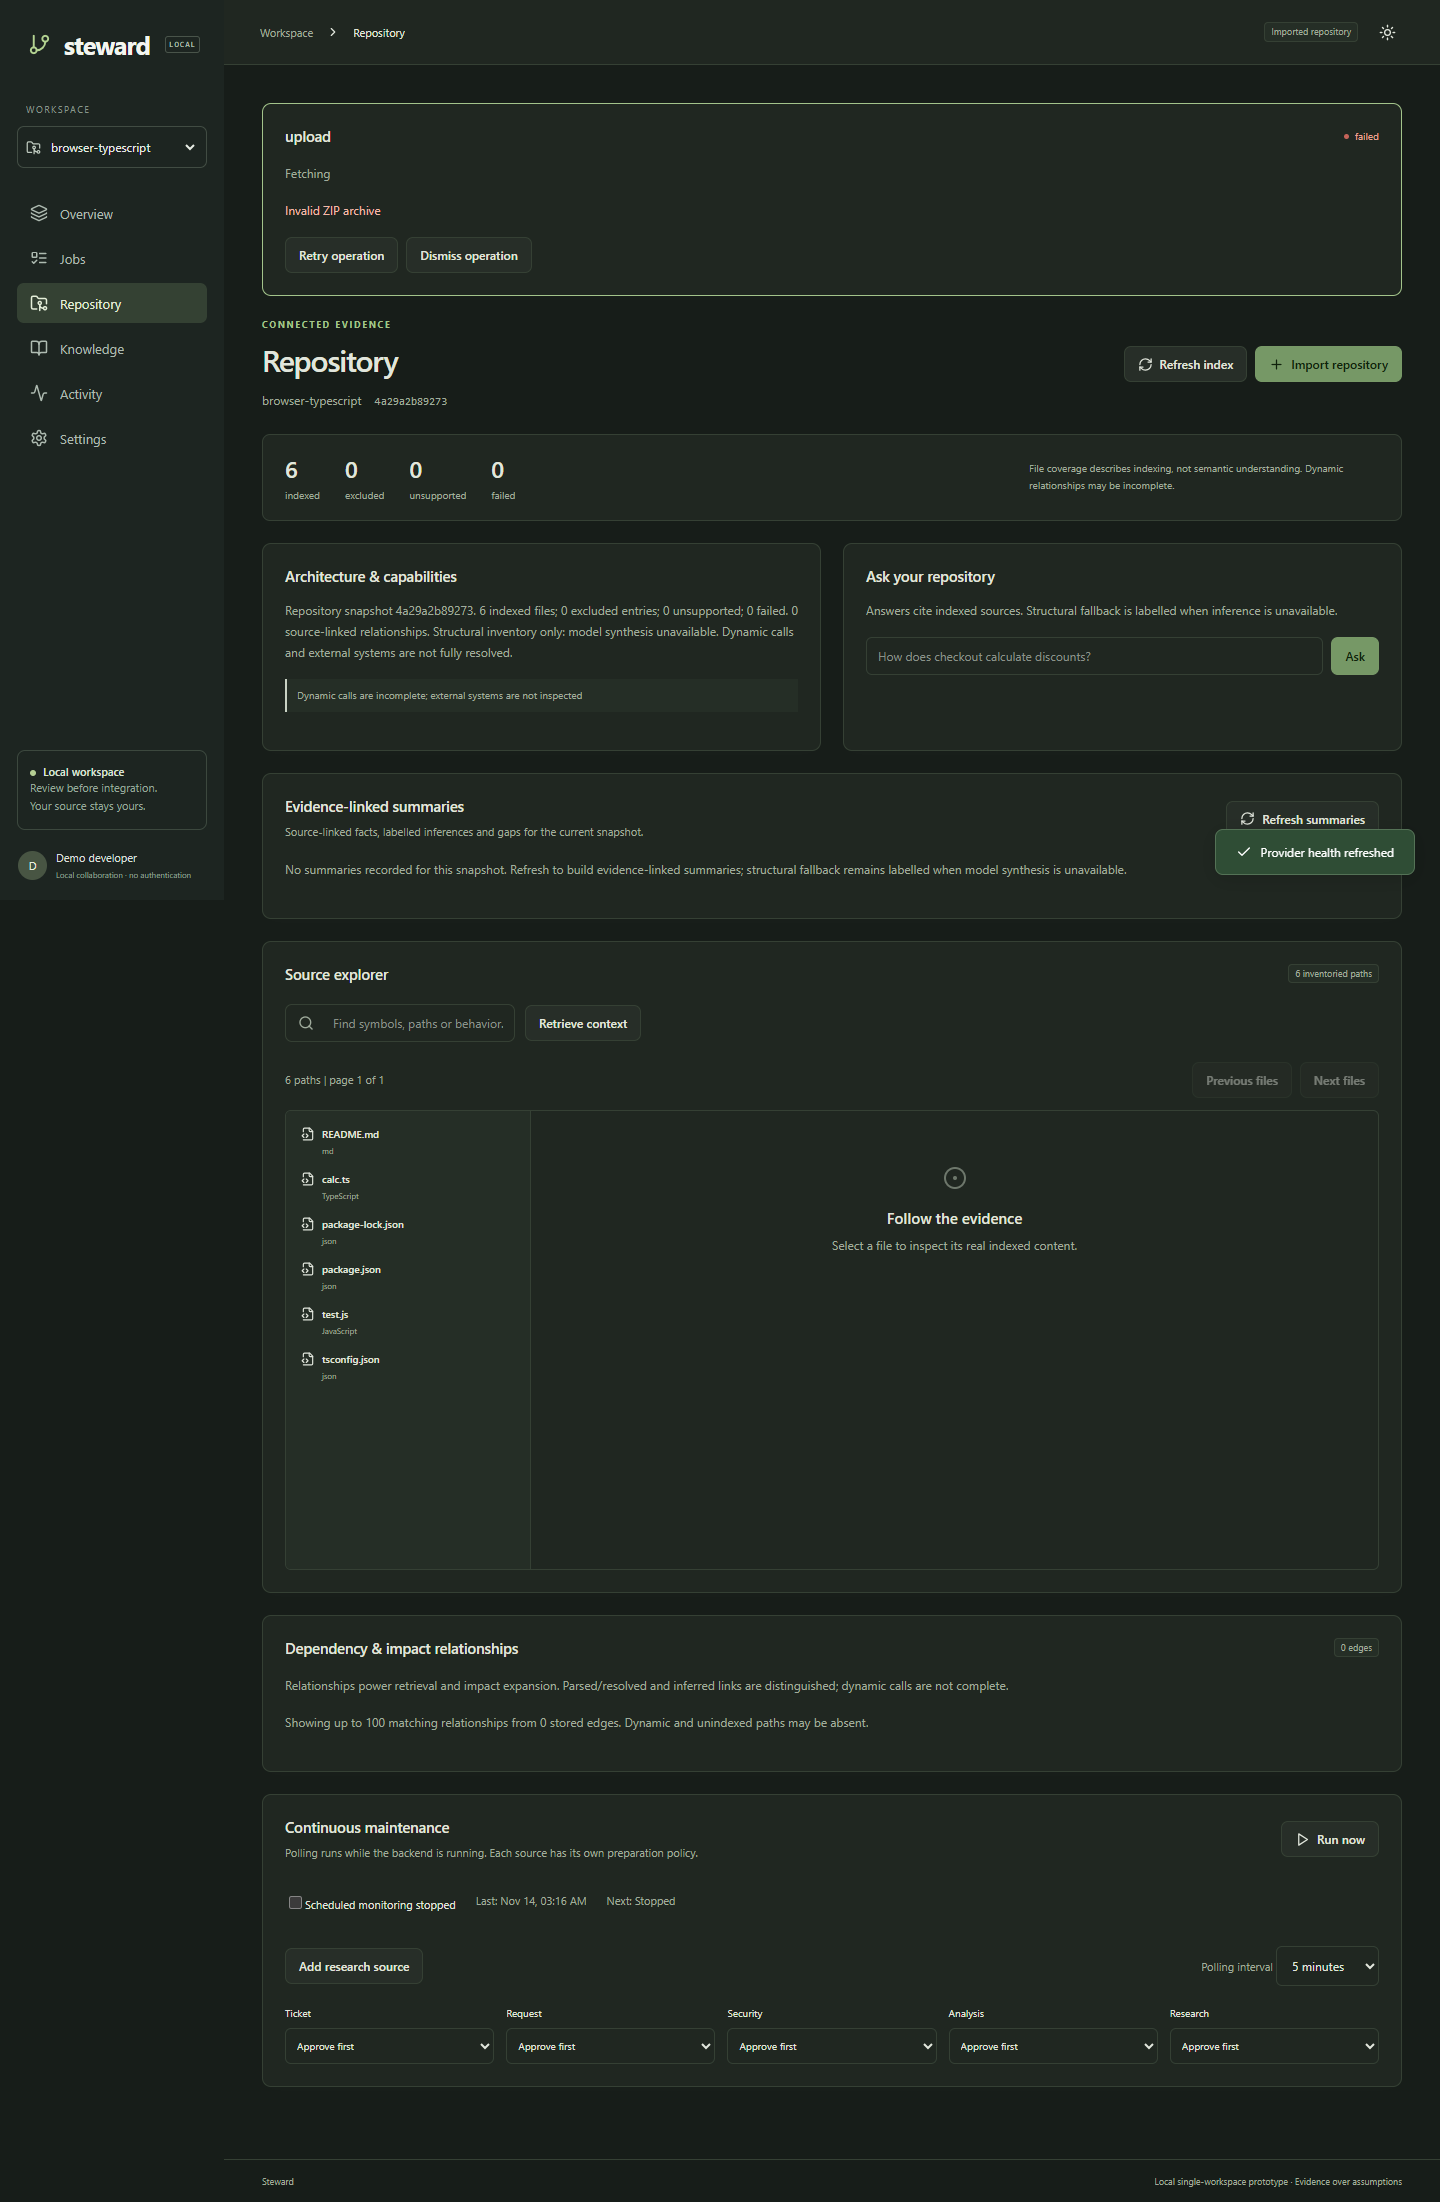 steward
LOCAL
Workspace
Repository
Imported repository
WORKSPACE
browser-typescript
Overview
Jobs
Repository
Knowledge
Activity
Settings
Local workspace
Review before integration.
Your source stays yours.
D
Demo developer
Local collaboration · no authentication
upload
failed
Fetching
Invalid ZIP archive
Retry operation
Dismiss operation
CONNECTED EVIDENCE
Repository
Refresh index
Import repository
browser-typescript 4a29a2b89273
6
indexed
0
excluded
0
unsupported
0
failed
File coverage describes indexing, not semantic understanding. Dynamic
relationships may be incomplete.
Architecture & capabilities
Repository snapshot 4a29a2b89273. 6 indexed files; 0 excluded entries; 0 unsupported; 0 failed. 0
source-linked relationships. Structural inventory only: model synthesis unavailable. Dynamic calls
and external systems are not fully resolved.
Dynamic calls are incomplete; external systems are not inspected
Ask your repository
Answers cite indexed sources. Structural fallback is labelled when inference is unavailable.
How does checkout calculate discounts?
Ask
Evidence-linked summaries
Source-linked facts, labelled inferences and gaps for the current snapshot.
Refresh summaries
No summaries recorded for this snapshot. Refresh to build evidence-linked summaries; structural fallback remains labelled when model synthesis is unavailable.
Provider health refreshed
Source explorer
6 inventoried paths
Find symbols, paths or behavior.
Retrieve context
6 paths | page 1 of 1
Previous files
Next files
README.md
md
calc.ts
TypeScript
package-lock.json
json
package.json
json
test.js
JavaScript
tsconfig.json
json
Follow the evidence
Select a file to inspect its real indexed content.
Dependency & impact relationships
0 edges
Relationships power retrieval and impact expansion. Parsed/resolved and inferred links are distinguished; dynamic calls are not complete.
Showing up to 100 matching relationships from 0 stored edges. Dynamic and unindexed paths may be absent.
Continuous maintenance
Polling runs while the backend is running. Each source has its own preparation policy.
Run now
Scheduled monitoring stopped
Last: Nov 14, 03:16 AM
Next: Stopped
Add research source
Polling interval
5 minutes
Ticket
Approve first
Request
Approve first
Security
Approve first
Analysis
Approve first
Research
Approve first
Steward
Local single-workspace prototype · Evidence over assumptions